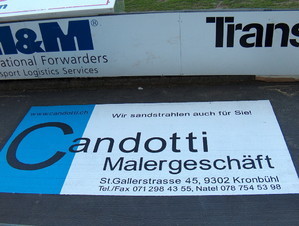 M&M
national Forwarders
sport Logistics Services
Trans
www.candotti.ch
Wir sandstrahlen auch für Sie!
Candotti
Malergeschäft
St.Gallerstrasse 45, 9302 Kronbühl
Tel./Fax 071 298 43 55, Natel 078 754 53 98